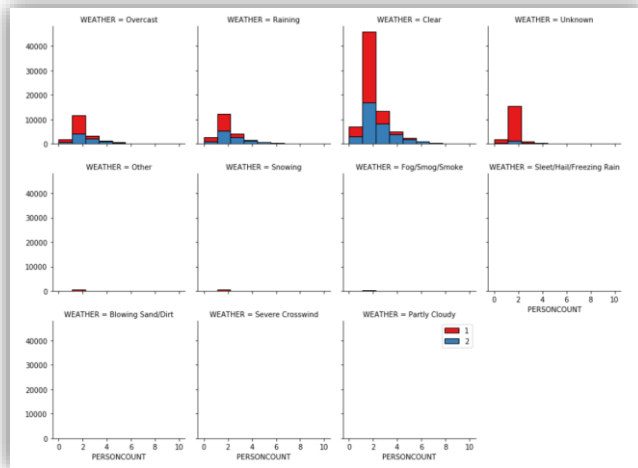 WEATHER = Overcast
WEATHER = Raining
WEATHER = Clear
WEATHER = Unknown
40000
30000
20000
10000
0
WEATHER = Other
WEATHER = Snowing
WEATHER = Fog/Smog/Smoke
WEATHER = Sleet/Hail/Freezing Rain
40000
30000
20000
10000
0
0 2 4 6 8 10
PERSONCOUNT
WEATHER = Blowing Sand/Dirt
WEATHER = Severe Crosswind
WEATHER = Partly Cloudy
1
2
40000
30000
20000
10000
0
0 2 4 6 8 10
0 2 4 6 8 10
0 2 4 6 8 10
PERSONCOUNT
PERSONCOUNT
PERSONCOUNT